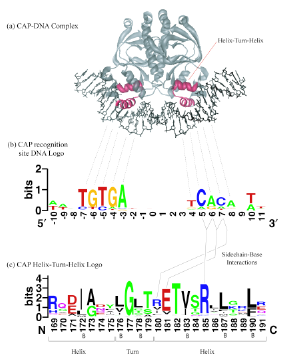 (a) CAP-DNA Complex
Helix-Turn-Helix
(b) CAP recognition
site DNA Logo
bits
2
1
0
TGTGA
CACA
T
-10 -9 -8 -7 -6 -5 -4 -3 -2 -1 0 1 2 3 4 5 6 7 8 9 10 11
5′ 3′
Sidechain-Base
Interactions
(c) CAP Helix-Turn-Helix Logo
bits
4
3
2
1
0
169 170 171 172 173 174 175 176 177 178 179 180 181 182 183 184 185 186 187 188 189 190 191
N C
Helix Turn Helix